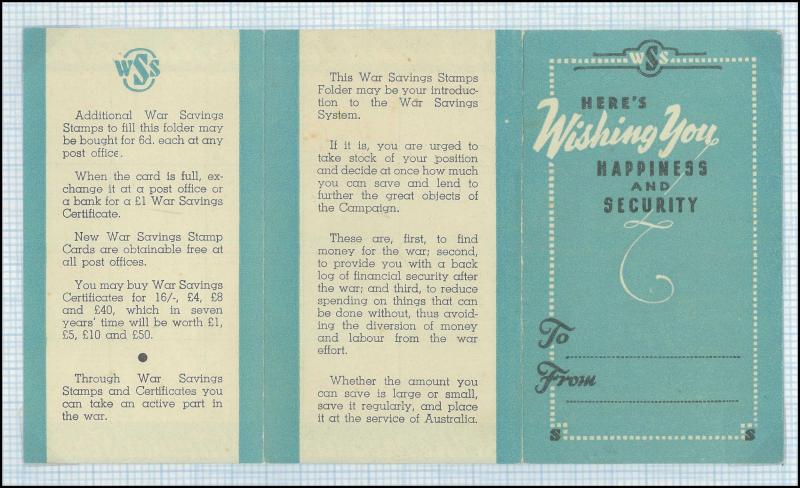 WSS
Additional War Savings
Stamps to fill this folder may
be bought for 6d. each at any
post office.
When the card is full, ex-
change it at a post office or
a bank for a £1 War Savings
Certificate.
New War Savings Stamp
Cards are obtainable free at
all post offices.
You may buy War Savings
Certificates for 16/-, £4, £8
and £40, which in seven
years' time will be worth £1,
£5, £10 and £50.
Through War Savings
Stamps and Certificates you
can take an active part in
the war.
This War Savings Stamps
Folder may be your introduc-
tion to the War Savings
System.
If it is, you are urged to
take stock of your position
and decide at once how much
you can save and lend to
further the great objects of
the Campaign.
These are, first, to find
money for the war; second,
to provide you with a back
log of financial security after
the war; and third, to reduce
spending on things that can
be done without, thus avoid-
ing the diversion of money
and labour from the war
effort.
Whether the amount you
can save is large or small,
save it regularly, and place
it at the service of Australia.
WSS
HERE'S
Wishing You
HAPPINESS
AND
SECURITY
To
From
S S